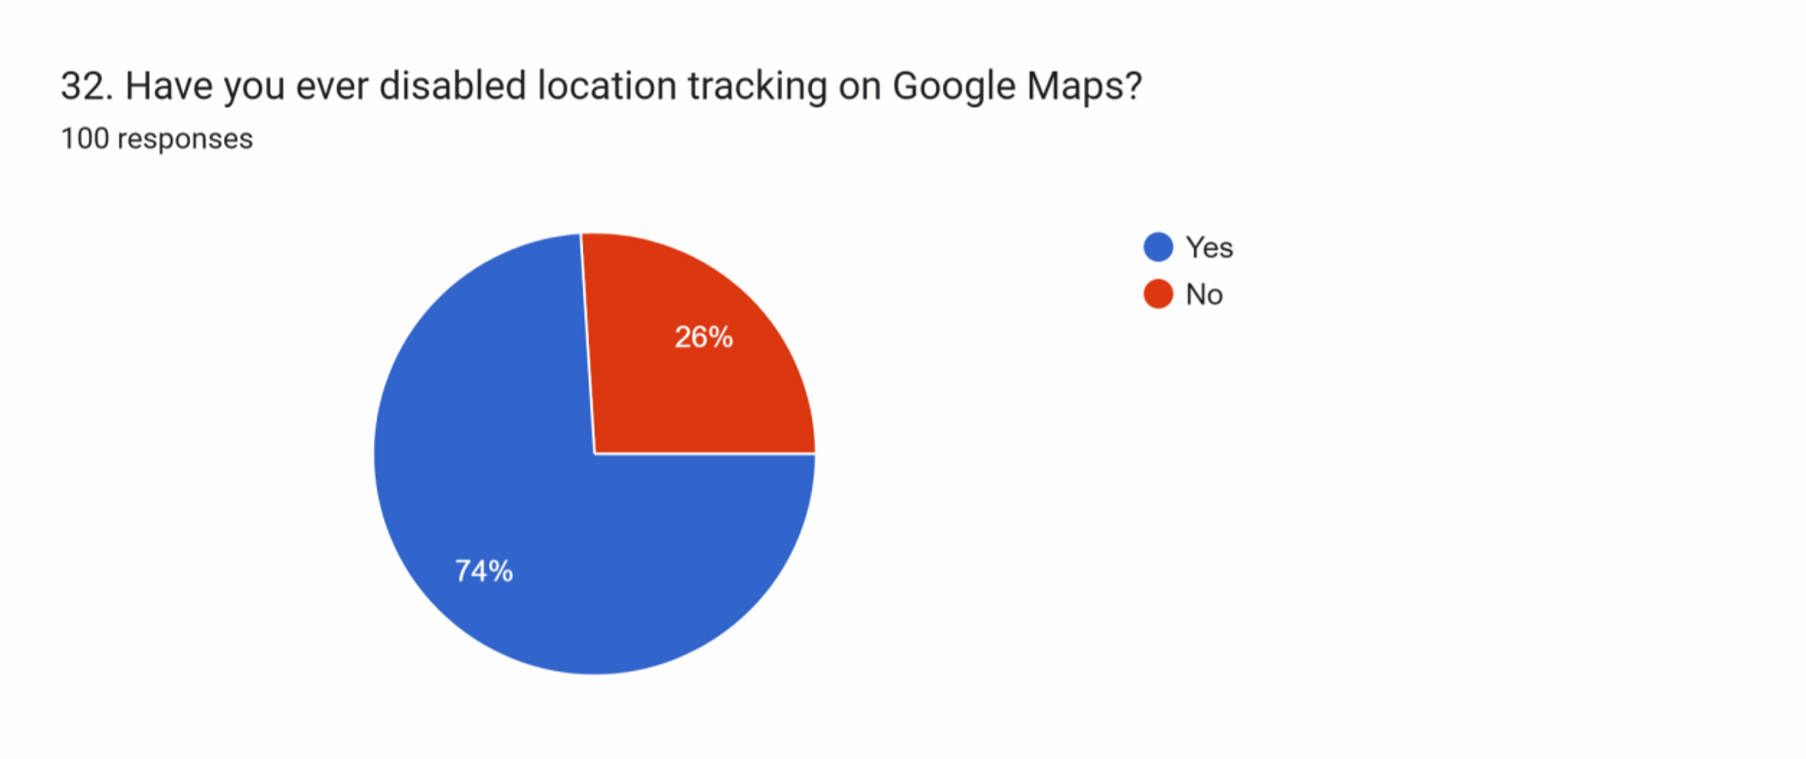 32. Have you ever disabled location tracking on Google Maps?
100 responses
Yes
No
26%
74%